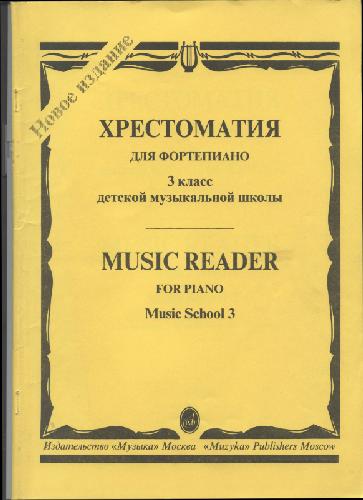 Новое издание
ХРЕСТОМАТИЯ
ДЛЯ ФОРТЕПИАНО
3 класс
детской музыкальной школы
MUSIC READER
FOR PIANO
Music School 3
Издательство «Музыка» Москва «Muzyka» Publishers Moscow